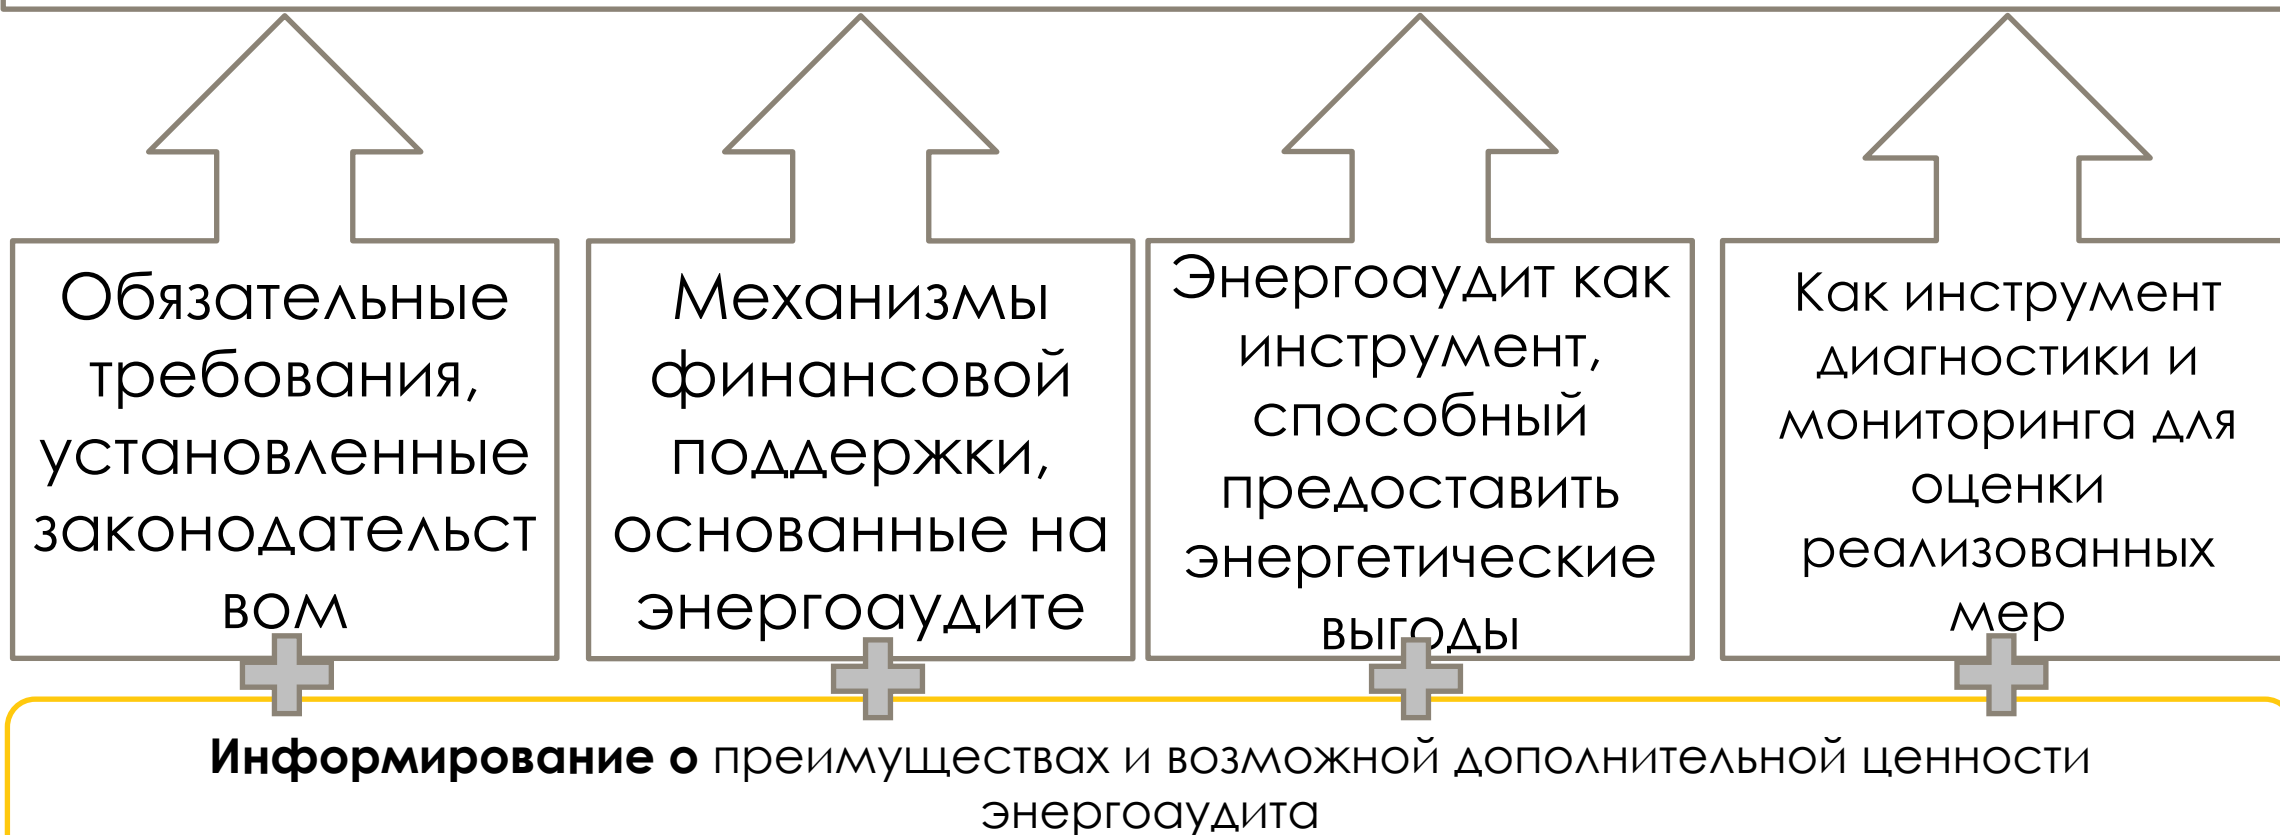 Обязательные
требования,
установленные
законодательст
вом
Механизмы
финансовой
поддержки,
основанные на
энергоаудите
Энергоаудит как
инструмент,
способный
предоставить
энергетические
выгоды
Как инструмент
диагностики и
мониторинга для
оценки
реализованных
мер
Информирование о преимуществах и возможной дополнительной ценности
энергоаудита